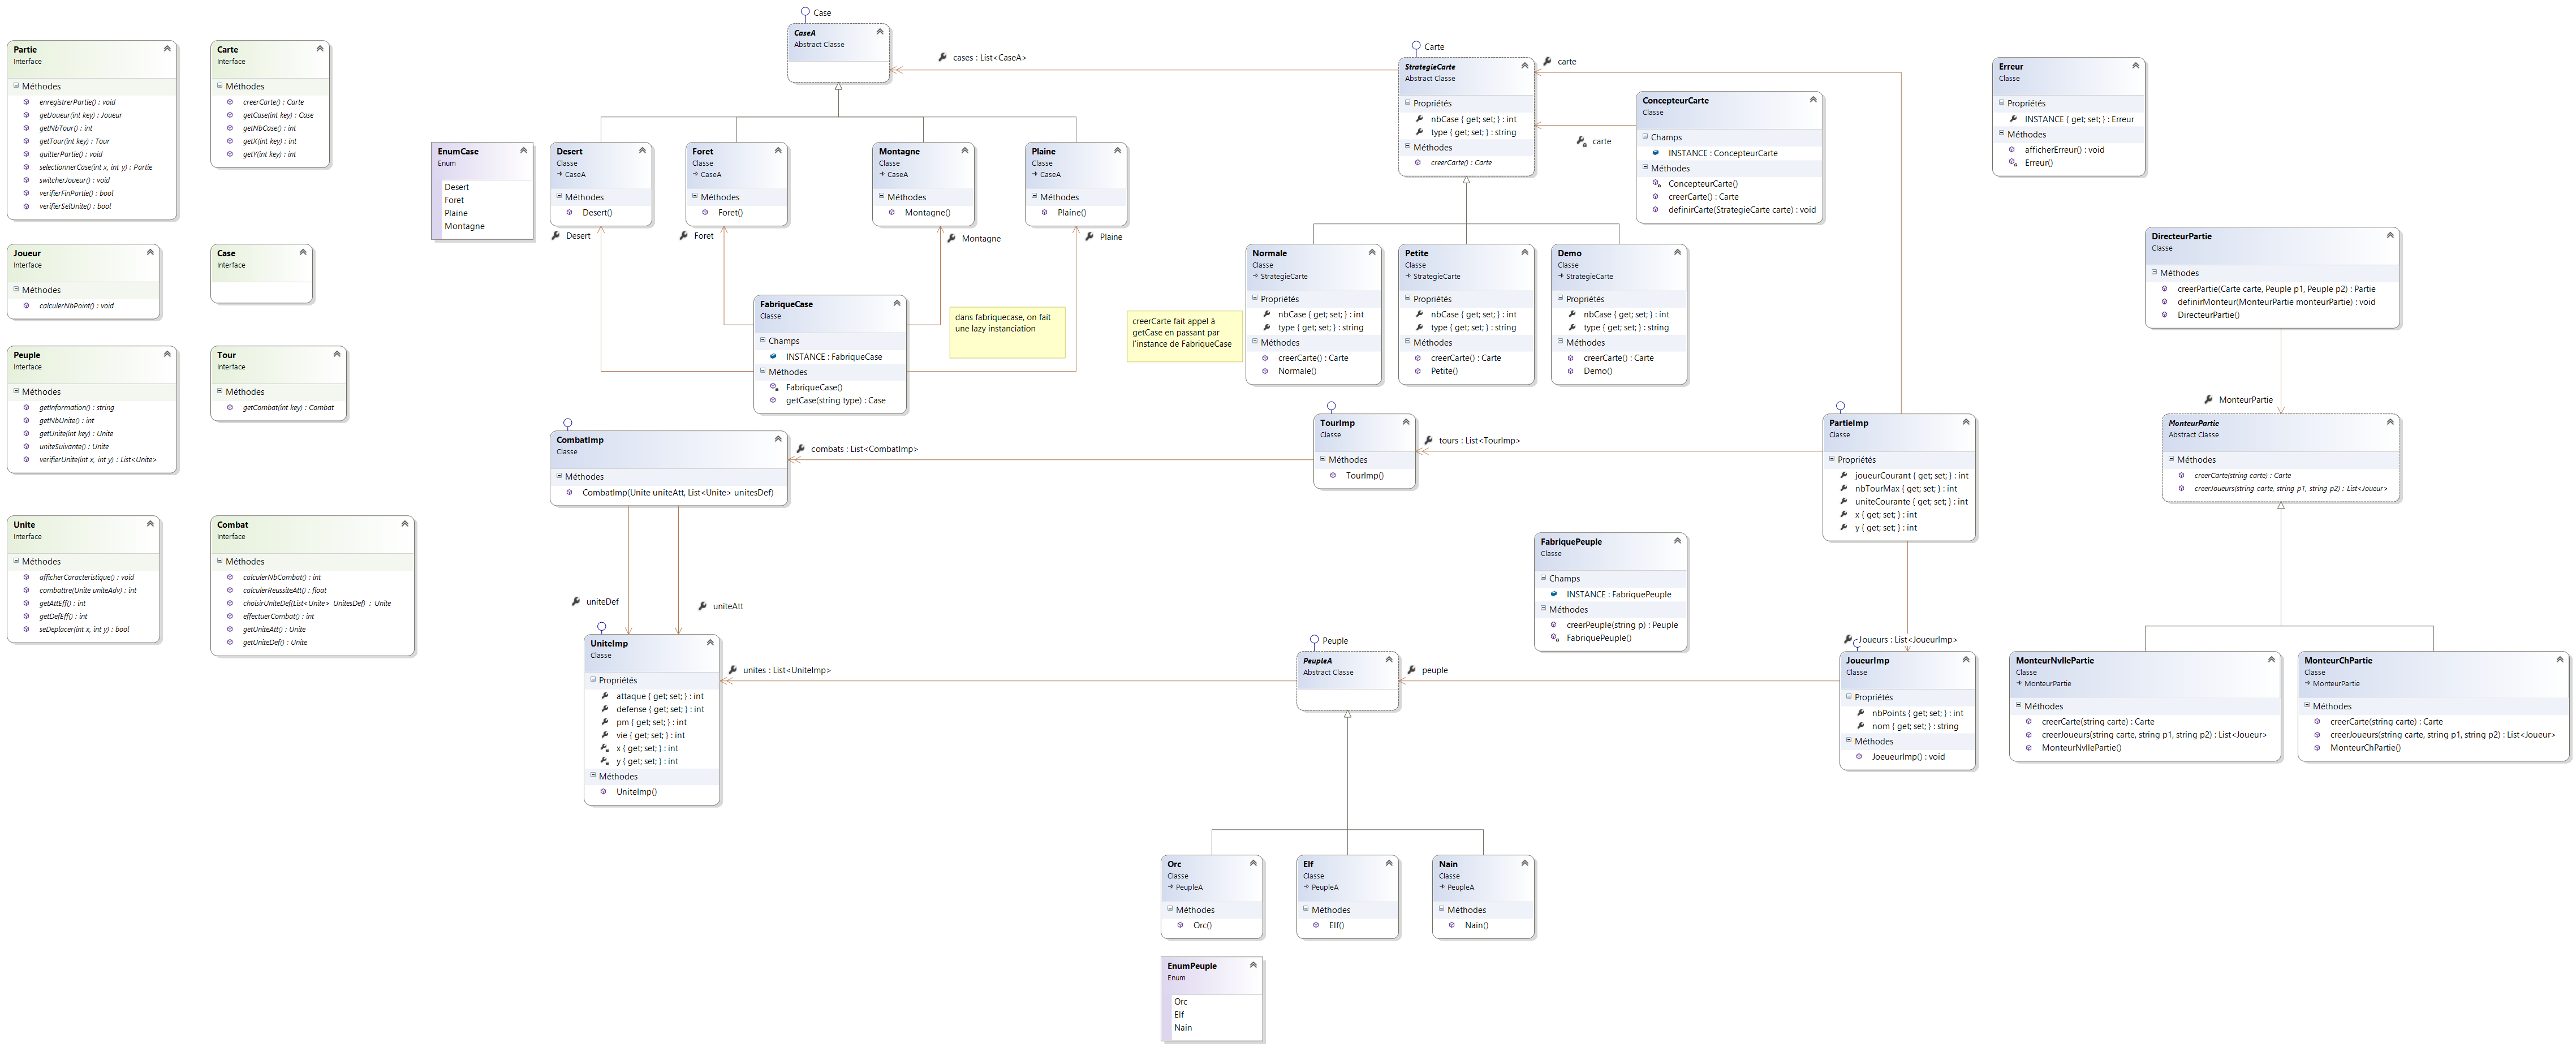 Partie
Interface
Méthodes
enregistrerPartie() : void
getJoueur(int key) : Joueur
getNbTour() : int
getTour(int key) : Tour
quitterPartie() : void
selectionnerCase(int x, int y) : Partie
switcherJoueur() : void
verifierFinPartie() : bool
verifierSelUnite() : bool
Carte
Interface
Méthodes
creerCarte() : Carte
getCase(int key) : Case
getNbCase() : int
getX(int key) : int
getY(int key) : int
Joueur
Interface
Méthodes
calculerNbPoint() : void
Case
Interface
Peuple
Interface
Méthodes
getInformation() : string
getNbUnite() : int
getUnite(int key) : Unite
uniteSuivante() : Unite
verifierUnite(int x, int y) : List<Unite>
Tour
Interface
Méthodes
getCombat(int key) : Combat
Unite
Interface
Méthodes
afficherCaracteristique() : void
combattre(Unite uniteAdv) : int
getAttEff() : int
getDefEff() : int
seDeplacer(int x, int y) : bool
Combat
Interface
Méthodes
calculerNbCombat() : int
calculerReussiteAtt() : float
choisirUniteDef(List<Unite> UnitesDef) : Unite
effectuerCombat() : int
getUniteAtt() : Unite
getUniteDef() : Unite
Case
CaseA
Abstract Classe
cases : List<CaseA>
EnumCase
Enum
Desert
Foret
Plaine
Montagne
Desert
Classe
CaseA
Méthodes
Desert()
Foret
Classe
CaseA
Méthodes
Foret()
Montagne
Classe
CaseA
Méthodes
Montagne()
Plaine
Classe
CaseA
Méthodes
Plaine()
Desert
Foret
Montagne
Plaine
FabriqueCase
Classe
Champs
INSTANCE : FabriqueCase
Méthodes
FabriqueCase()
getCase(string type) : Case
dans fabriquecase, on fait
une lazy instanciation
creerCarte fait appel à
getCase en passant par
l'instance de FabriqueCase
Carte
StrategieCarte
Abstract Classe
Propriétés
nbCase { get; set; } : int
type { get; set; } : string
Méthodes
creerCarte() : Carte
carte
carte
ConcepteurCarte
Classe
Champs
INSTANCE : ConcepteurCarte
Méthodes
ConcepteurCarte()
creerCarte() : Carte
definirCarte(StrategieCarte carte) : void
Normale
Classe
StrategieCarte
Propriétés
nbCase { get; set; } : int
type { get; set; } : string
Méthodes
creerCarte() : Carte
Normale()
Petite
Classe
StrategieCarte
Propriétés
nbCase { get; set; } : int
type { get; set; } : string
Méthodes
creerCarte() : Carte
Petite()
Demo
Classe
StrategieCarte
Propriétés
nbCase { get; set; } : int
type { get; set; } : string
Méthodes
creerCarte() : Carte
Demo()
Erreur
Classe
Propriétés
INSTANCE { get; set; } : Erreur
Méthodes
afficherErreur() : void
Erreur()
DirecteurPartie
Classe
Méthodes
creerPartie(Carte carte, Peuple p1, Peuple p2) : Partie
definirMonteur(MonteurPartie monteurPartie) : void
DirecteurPartie()
MonteurPartie
MonteurPartie
Abstract Classe
Méthodes
creerCarte(string carte) : Carte
creerJoueurs(string carte, string p1, string p2) : List<Joueur>
CombatImp
Classe
Méthodes
CombatImp(Unite uniteAtt, List<Unite> unitesDef)
combats : List<CombatImp>
TourImp
Classe
Méthodes
TourImp()
tours : List<TourImp>
PartieImp
Classe
Propriétés
joueurCourant { get; set; } : int
nbTourMax { get; set; } : int
uniteCourante { get; set; } : int
x { get; set; } : int
y { get; set; } : int
FabriquePeuple
Classe
Champs
INSTANCE : FabriquePeuple
Méthodes
creerPeuple(string p) : Peuple
FabriquePeuple()
uniteDef
uniteAtt
UniteImp
Classe
Propriétés
attaque { get; set; } : int
defense { get; set; } : int
pm { get; set; } : int
vie { get; set; } : int
x { get; set; } : int
y { get; set; } : int
Méthodes
UniteImp()
unites : List<UniteImp>
Peuple
PeupleA
Abstract Classe
peuple
Joueurs : List<JoueurImp>
JoueurImp
Classe
Propriétés
nbPoints { get; set; } : int
nom { get; set; } : string
Méthodes
JoeueurImp() : void
MonteurNvllePartie
Classe
MonteurPartie
Méthodes
creerCarte(string carte) : Carte
creerJoueurs(string carte, string p1, string p2) : List<Joueur>
MonteurNvllePartie()
MonteurChPartie
Classe
MonteurPartie
Méthodes
creerCarte(string carte) : Carte
creerJoueurs(string carte, string p1, string p2) : List<Joueur>
MonteurChPartie()
Orc
Classe
PeupleA
Méthodes
Orc()
Elf
Classe
PeupleA
Méthodes
Elf()
Nain
Classe
PeupleA
Méthodes
Nain()
EnumPeuple
Enum
Orc
Elf
Nain